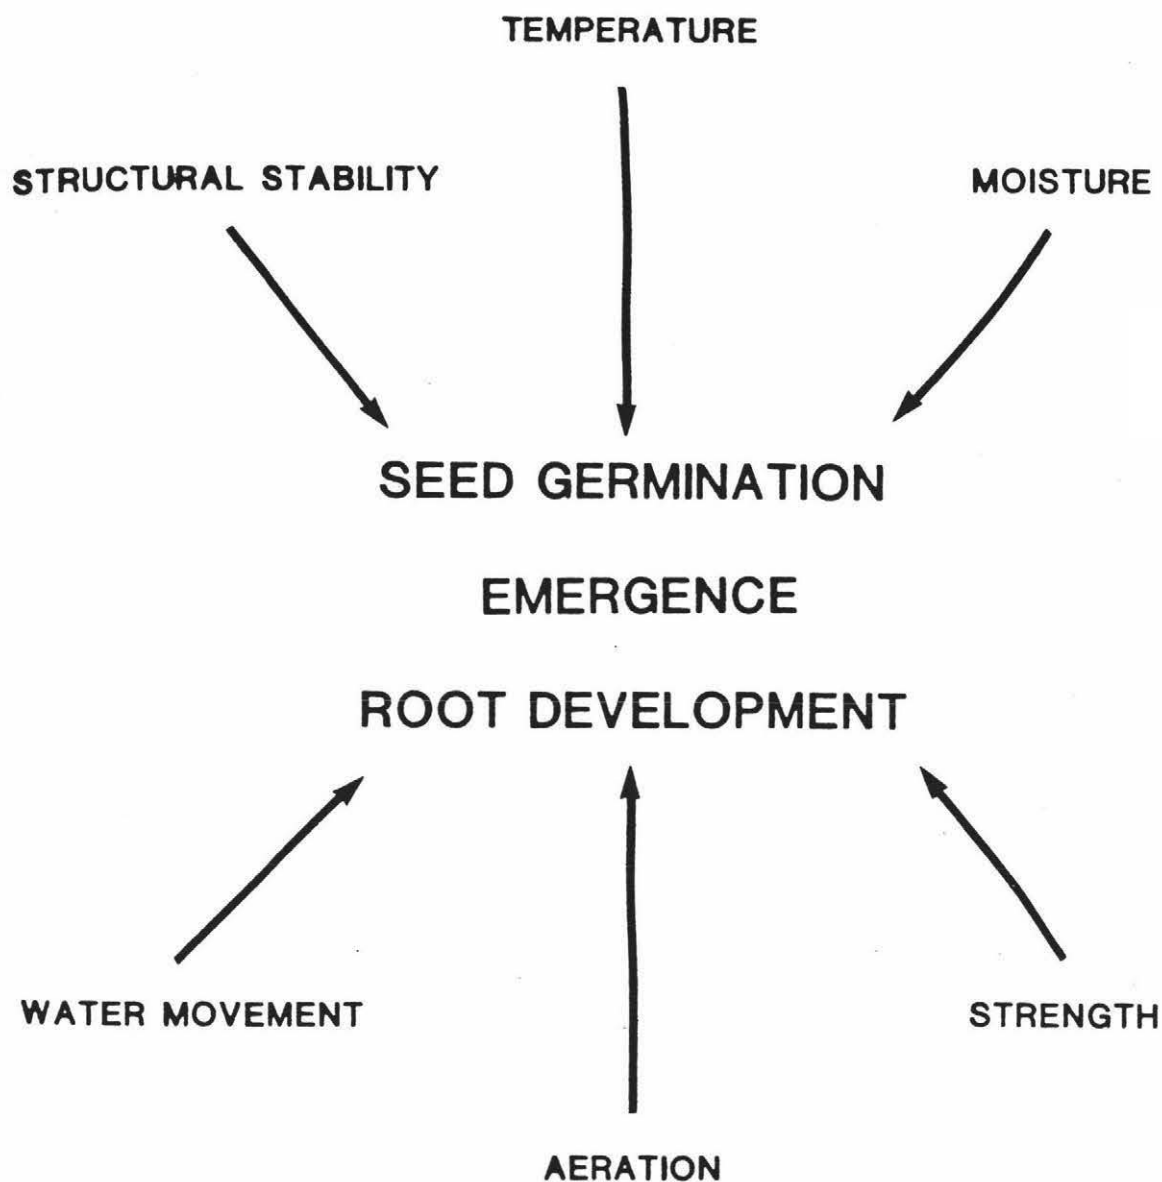 TEMPERATURE
STRUCTURAL STABILITY
MOISTURE
SEED GERMINATION
EMERGENCE
ROOT DEVELOPMENT
WATER MOVEMENT
STRENGTH
AERATION